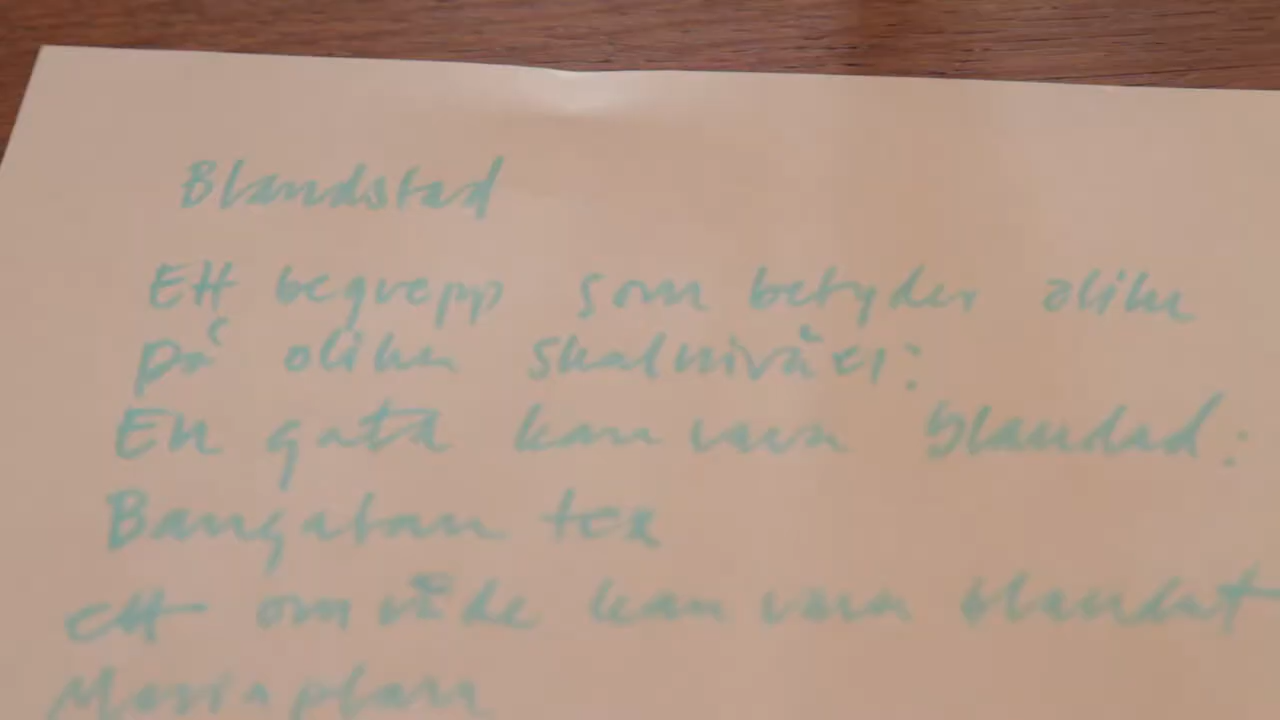 Blandstad
Ett begrepp som betyder olika
på olika skalnivåer:
En gata kan vara blandad:
Bangatan tex
ett område kan vara blandat
Mariaplan